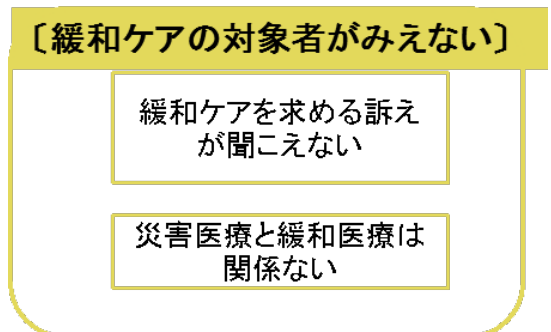 〔緩和ケアの対象者がみえない〕
緩和ケアを求める訴え
が聞こえない
災害医療と緩和医療は
関係ない